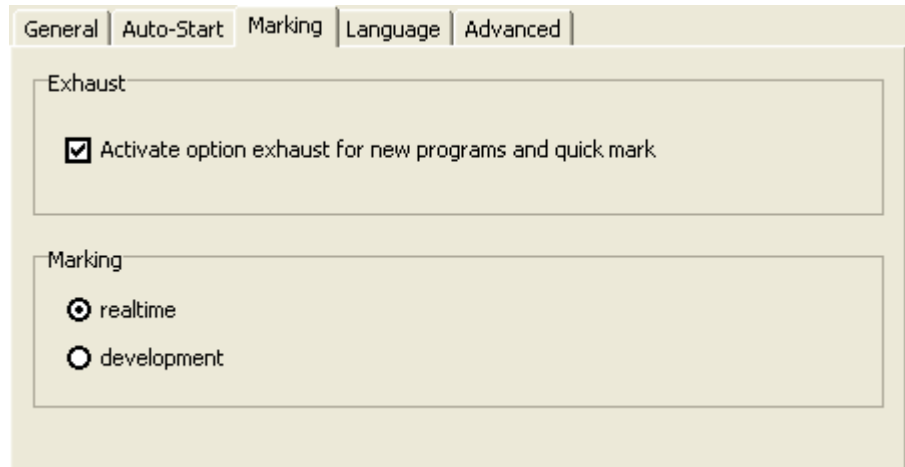 General Auto-Start Marking Language Advanced
Exhaust
Activate option exhaust for new programs and quick mark
Marking
realtime
development